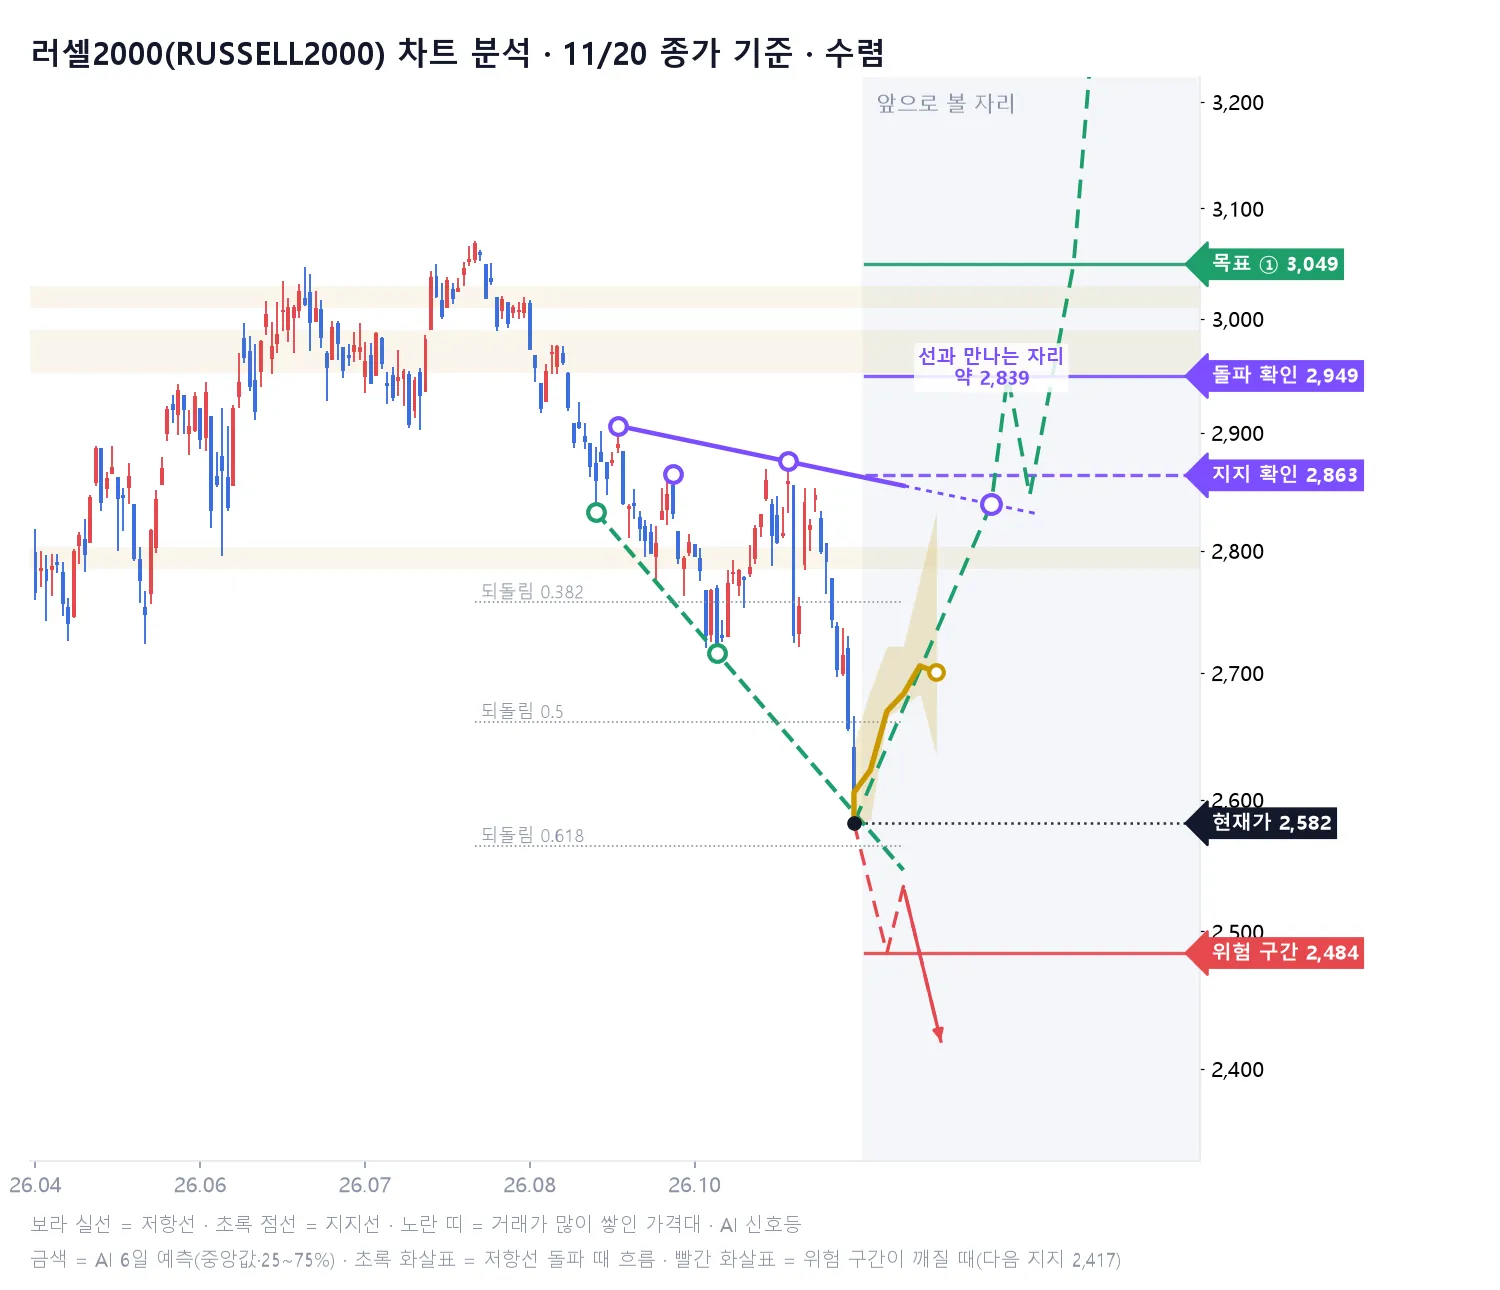 러셀2000(RUSSELL2000) 차트 분석 · 11/20 종가 기준 · 수렴
앞으로 볼 자리
3,200
3,100
목표 ① 3,049
3,000
선과 만나는 자리
약 2,839
돌파 확인 2,949
2,900
지지 확인 2,863
2,800
되돌림 0.382
2,700
되돌림 0.5
2,600
현재가 2,582
되돌림 0.618
2,500
위험 구간 2,484
2,400
26.04 26.06 26.07 26.08 26.10
보라 실선 = 저항선 · 초록 점선 = 지지선 · 노란 띠 = 거래가 많이 쌓인 가격대 · AI 신호등
금색 = AI 6일 예측(중앙값·25~75%) · 초록 화살표 = 저항선 돌파 때 흐름 · 빨간 화살표 = 위험 구간이 깨질 때(다음 지지 2,417)